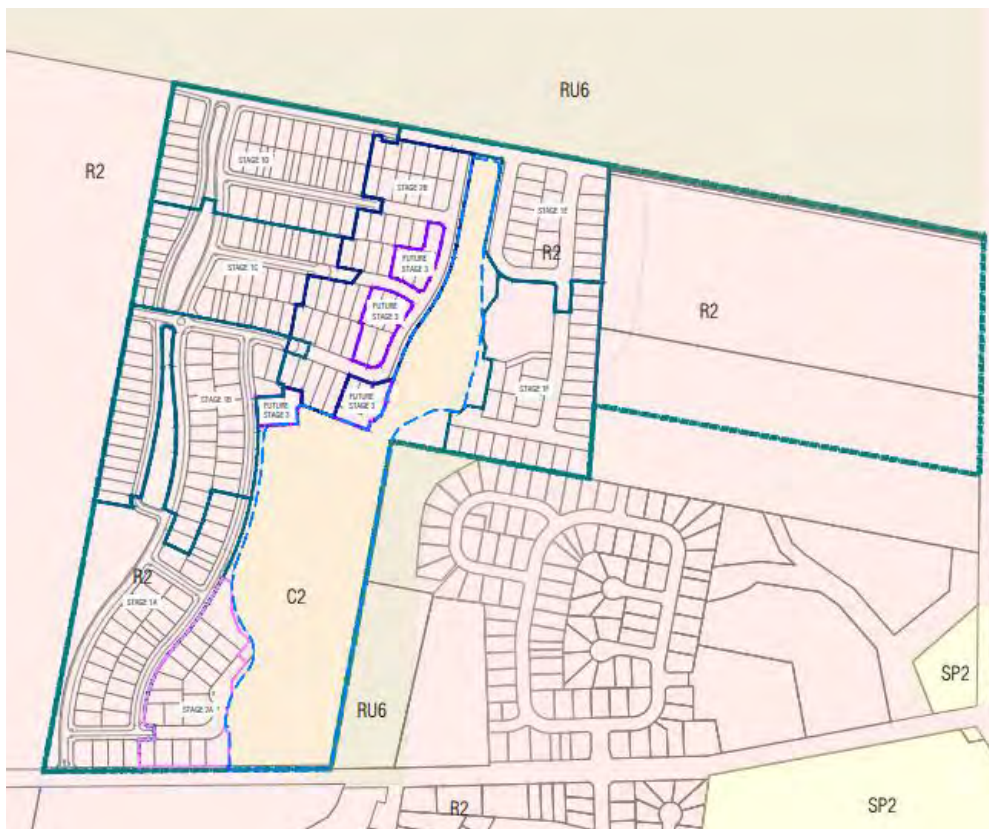 RU6
R2
STAGE 1D
STAGE 2B
STAGE 1E
R2
FUTURE
STAGE 3
STAGE 1C
FUTURE
STAGE 3
R2
STAGE 1B
FUTURE
STAGE 3
FUTURE
STAGE 3
STAGE 1F
R2
STAGE 1A
C2
STAGE 2A
RU6
SP2
R2
SP2